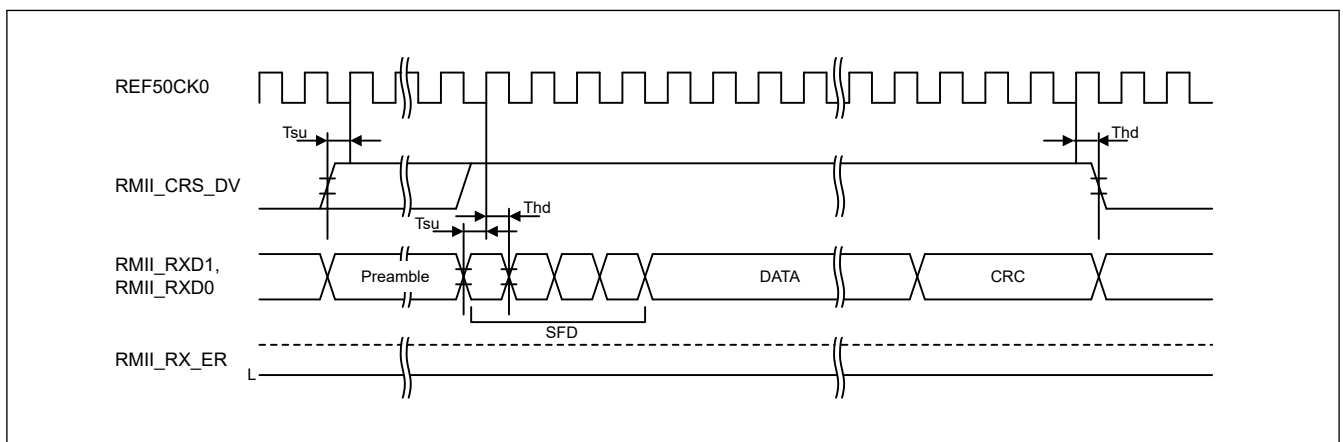 REF50CK0
Tsu
Thd
RMII_CRS_DV
Tsu
Thd
RMII_RXD1,
RMII_RXD0
Preamble
DATA
CRC
SFD
RMII_RX_ER
L